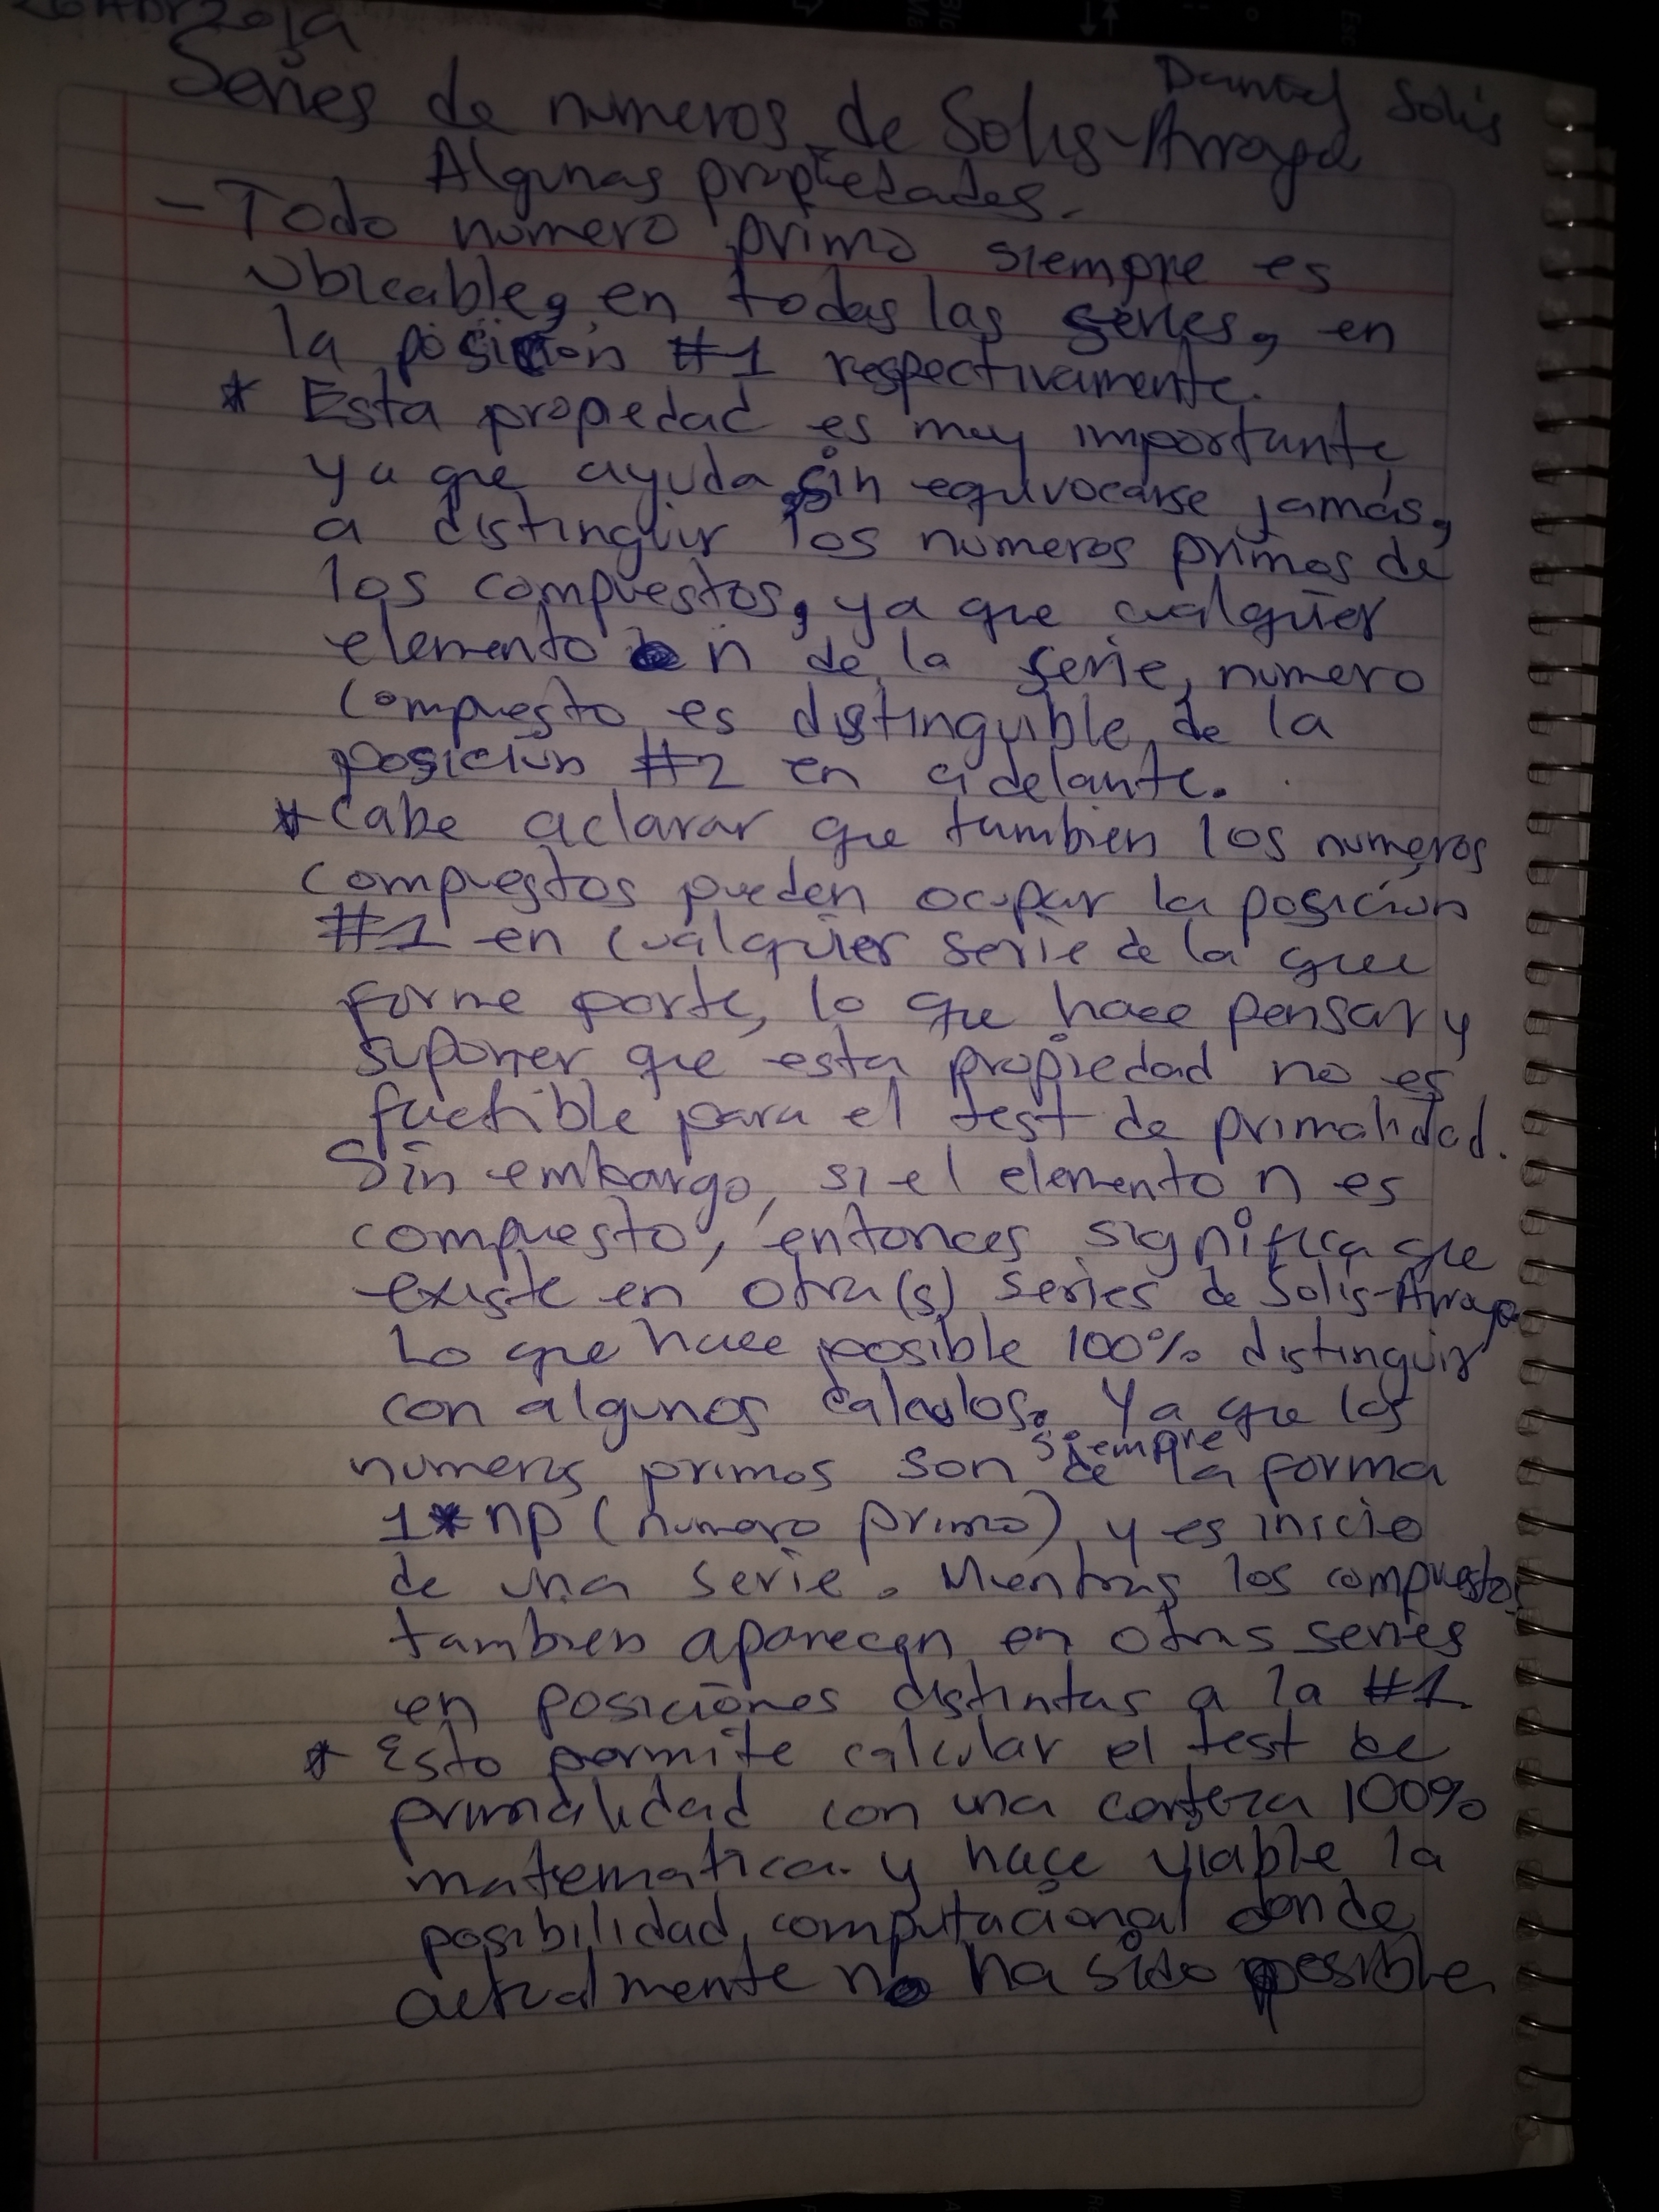 26 Abr 2019
Daniel Solis
Series de numeros de Solis-Arroyo
Algunas propiedades.
- Todo numero primo siempre es
ubicable, en todas las series, en
la posición #1 respectivamente.
* Esta propiedad es muy importante
ya que ayuda, sin equivocarse jamás,
a distinguir los numeros primos de
los compuestos, ya que cualquier
elemento n de la serie, numero
compuesto es distinguible de la
posición #2 en adelante.
* Cabe aclarar que tambien los numeros
compuestos pueden ocupar la posición
#1 en cualquier serie de la que
forme parte, lo que hace pensar y
suponer que esta propiedad no es
factible para el test de primalidad.
Sin embargo, si el elemento n es
compuesto, entonces significa que
existe en otra(s) series de Solis-Arroyo
Lo que hace posible 100% distinguir
con algunos calculos. Ya que los
numeros primos son siempre de la forma
1*np (numero primo) y es inicio
de una serie. Mientras los compuestos
tambien aparecen en otras series
en posiciones distintas a la #1.
* Esto permite calcular el test de
primalidad con una certeza 100%
matematica y hace viable la
posibilidad computacional donde
actualmente no ha sido posible.